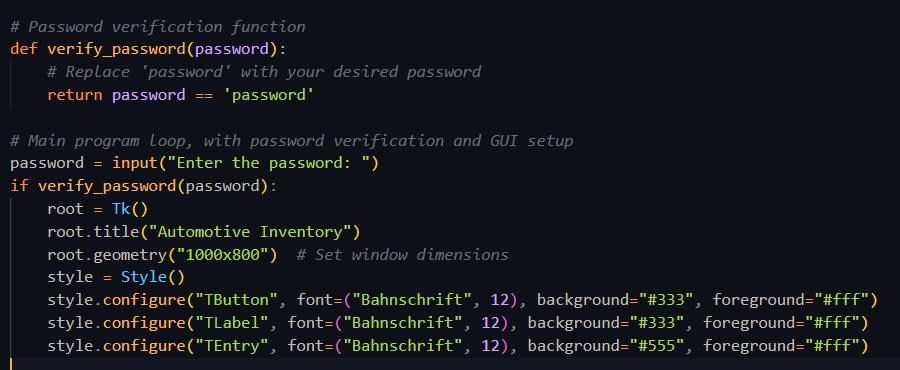 # Password verification function
def verify_password(password):
    # Replace 'password' with your desired password
    return password == 'password'

# Main program loop, with password verification and GUI setup
password = input("Enter the password: ")
if verify_password(password):
    root = Tk()
    root.title("Automotive Inventory")
    root.geometry("1000x800")  # Set window dimensions
    style = Style()
    style.configure("TButton", font=("Bahnschrift", 12), background="#333", foreground="#fff")
    style.configure("TLabel", font=("Bahnschrift", 12), background="#333", foreground="#fff")
    style.configure("TEntry", font=("Bahnschrift", 12), background="#555", foreground="#fff")